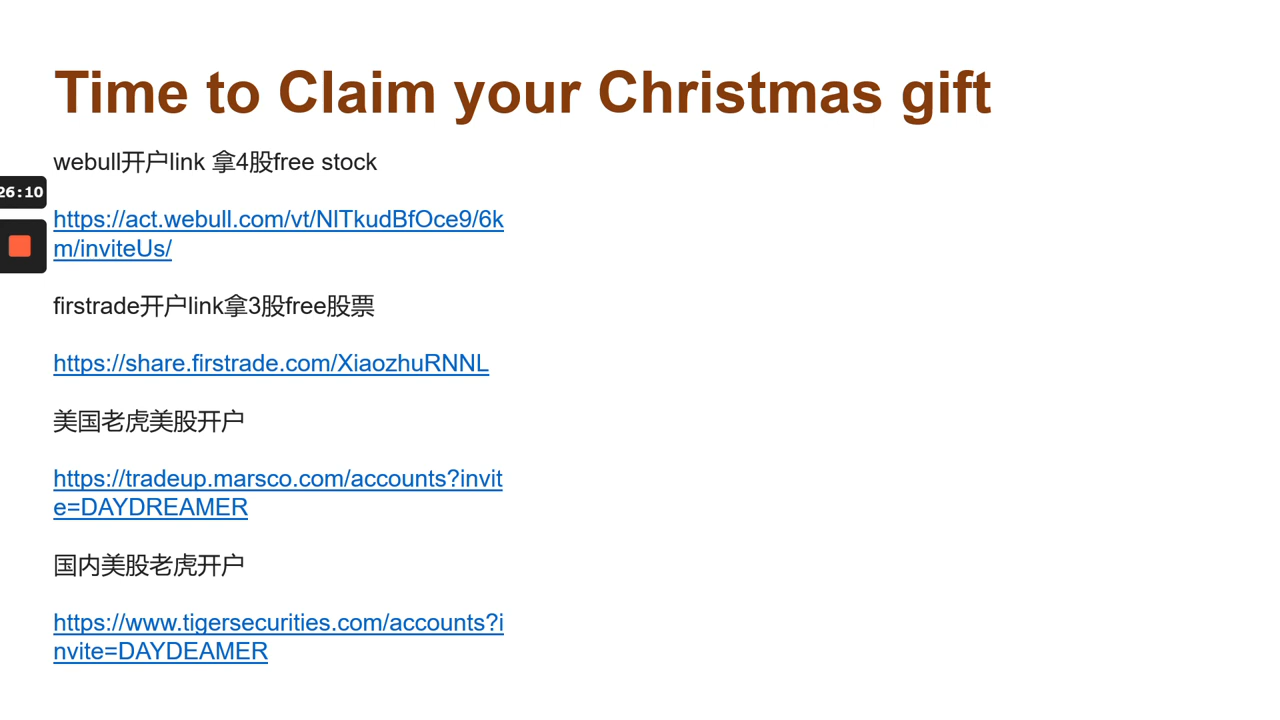 Time to Claim your Christmas gift
webull开户link 拿4股free stock
26:10
https://act.webull.com/vt/NlTkudBfOce9/6k
m/inviteUs/
firstrade开户link拿3股free股票
https://share.firstrade.com/XiaozhuRNNL
美国老虎美股开户
https://tradeup.marsco.com/accounts?invit
e=DAYDREAMER
国内美股老虎开户
https://www.tigersecurities.com/accounts?i
nvite=DAYDEAMER